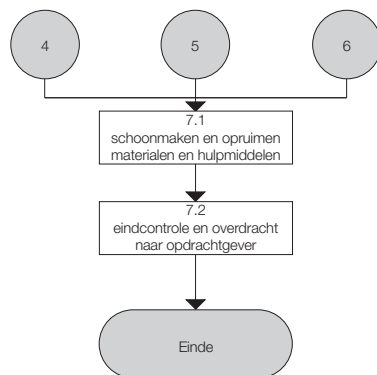 4 5 6
7.1
schoonmaken en opruimen
materialen en hulpmiddelen
7.2
eindcontrole en overdracht
naar opdrachtgever
Einde